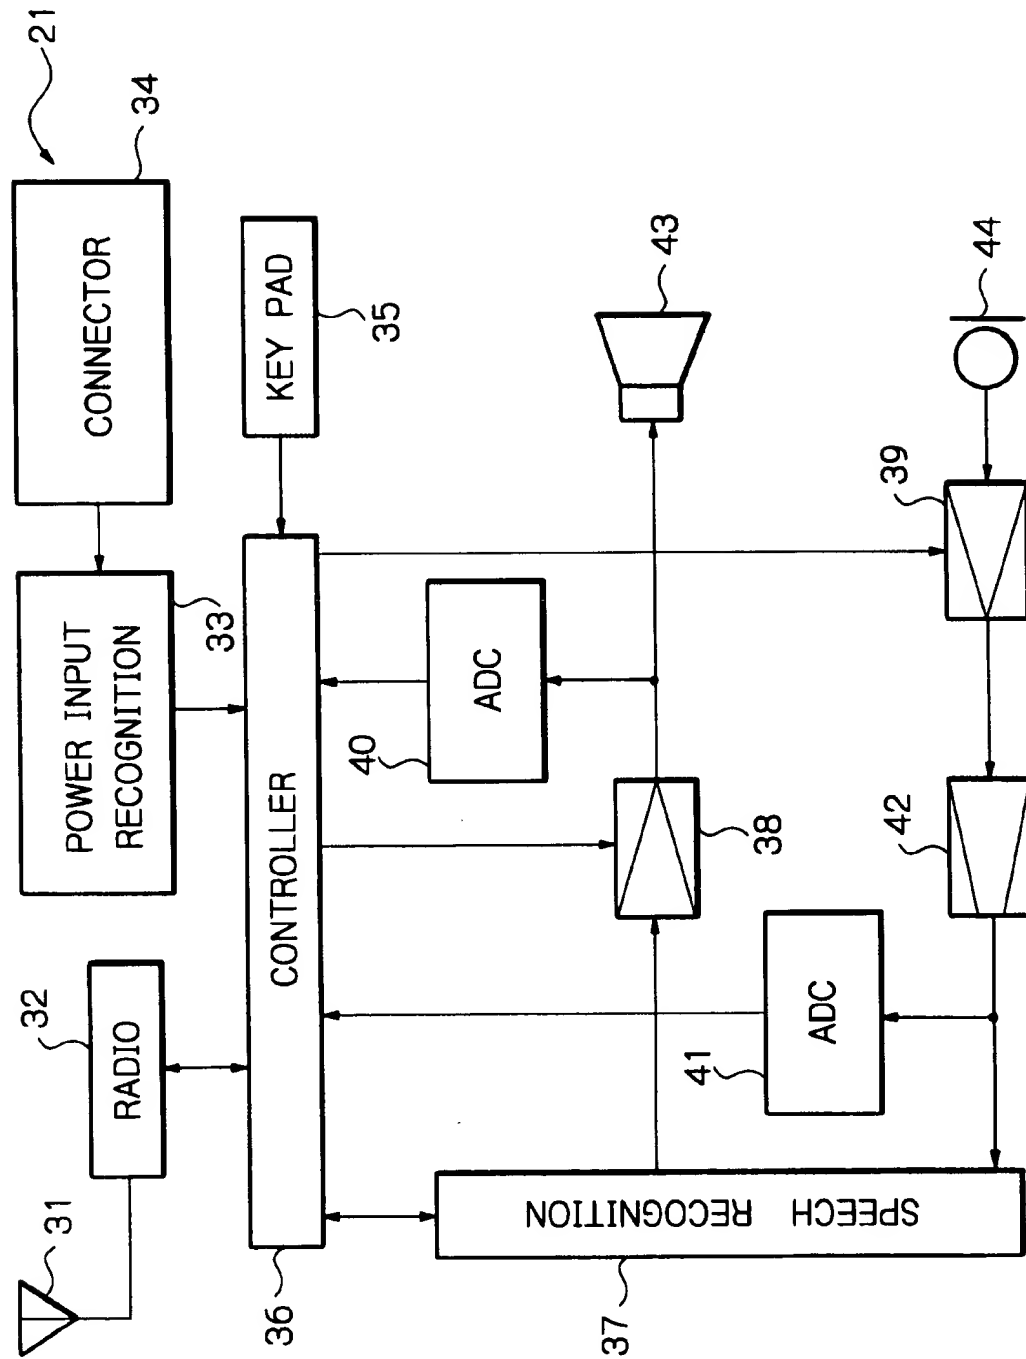 21
31
32
RADIO
POWER INPUT
RECOGNITION
33
CONNECTOR
34
36
CONTROLLER
KEY PAD
35
37
SPEECH RECOGNITION
41
ADC
40
ADC
38
43
42
39
44